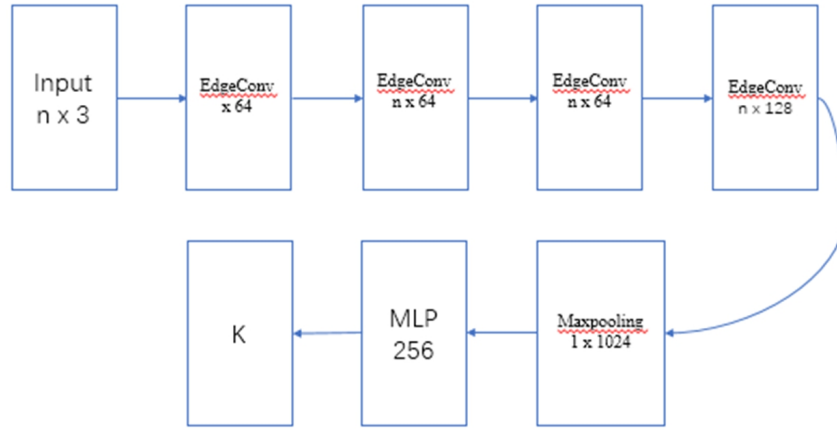 Input
n x 3
EdgeConv
x 64
EdgeConv
n x 64
EdgeConv
n x 64
EdgeConv
n x 128
Maxpooling
1 x 1024
MLP
256
K